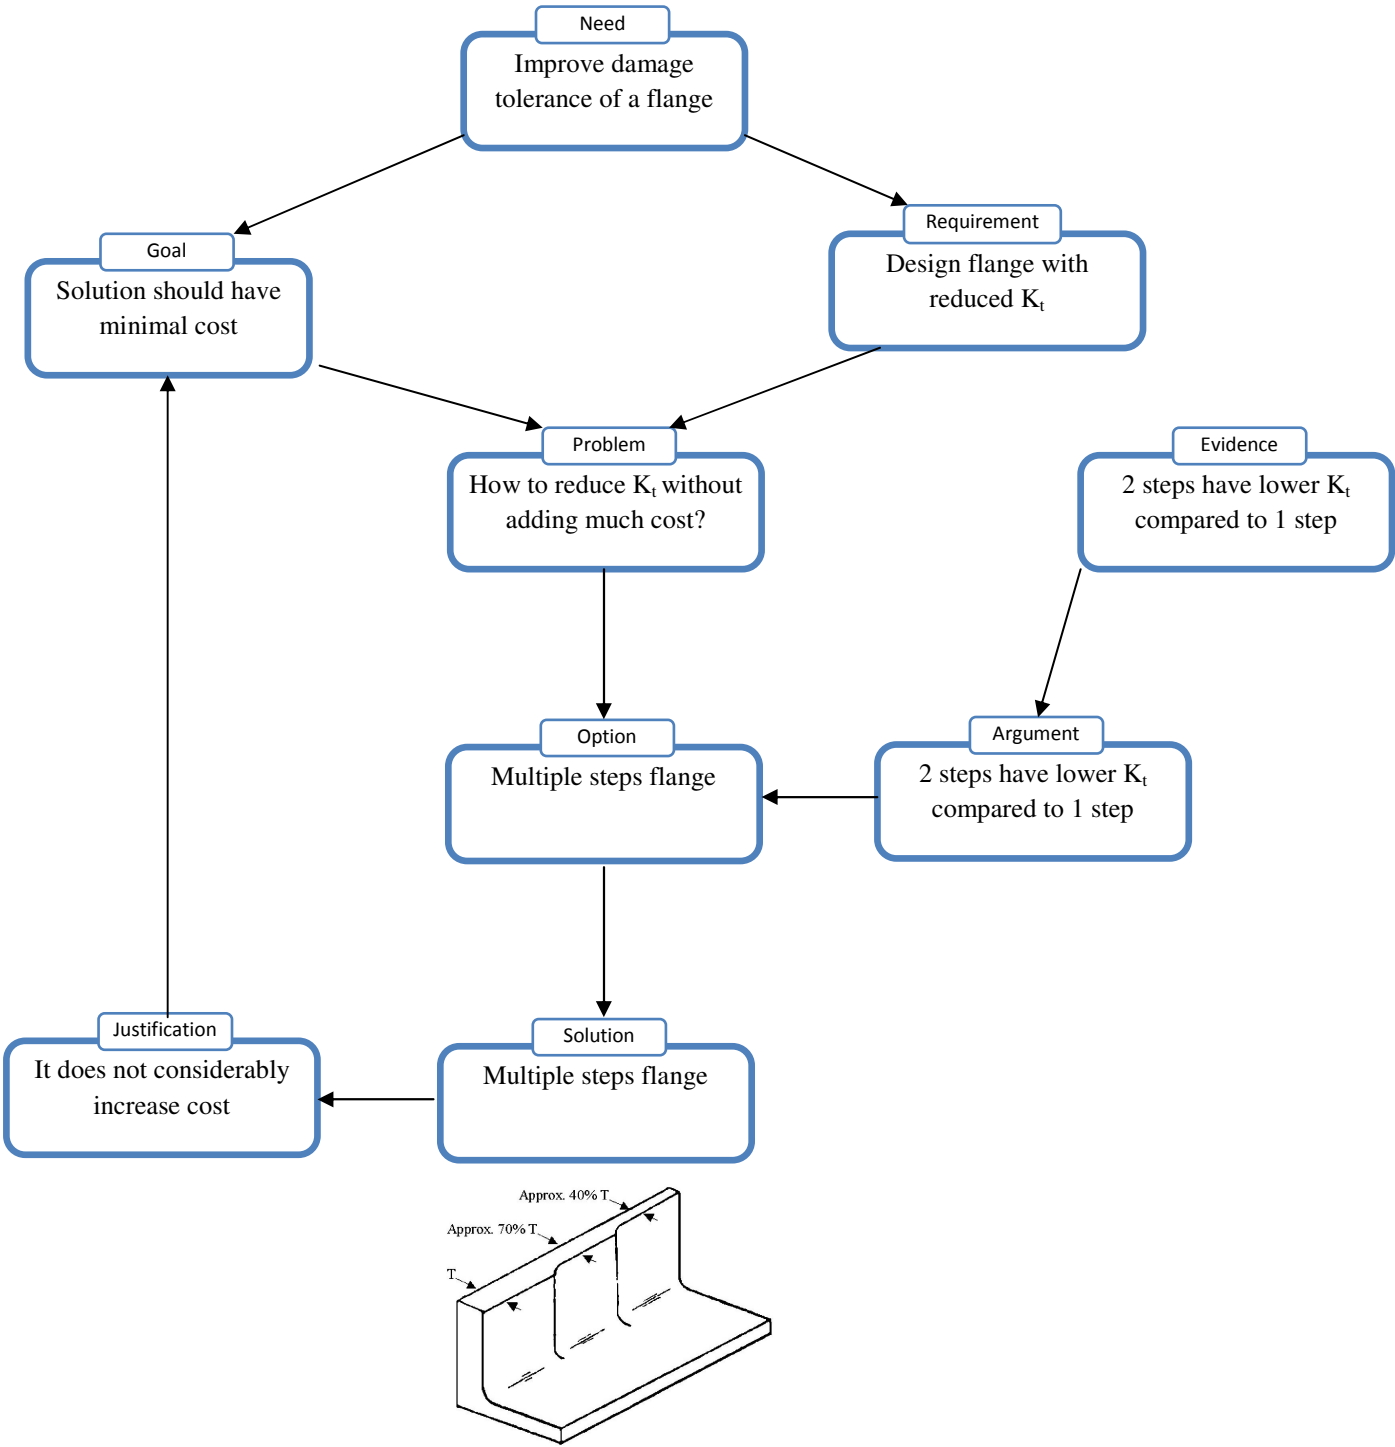 Need
Improve damage
tolerance of a flange
Goal
Solution should have
minimal cost
Requirement
Design flange with
reduced Kt
Problem
How to reduce Kt without
adding much cost?
Evidence
2 steps have lower Kt
compared to 1 step
Option
Multiple steps flange
Argument
2 steps have lower Kt
compared to 1 step
Justification
It does not considerably
increase cost
Solution
Multiple steps flange
Approx. 40% T
Approx. 70% T
T